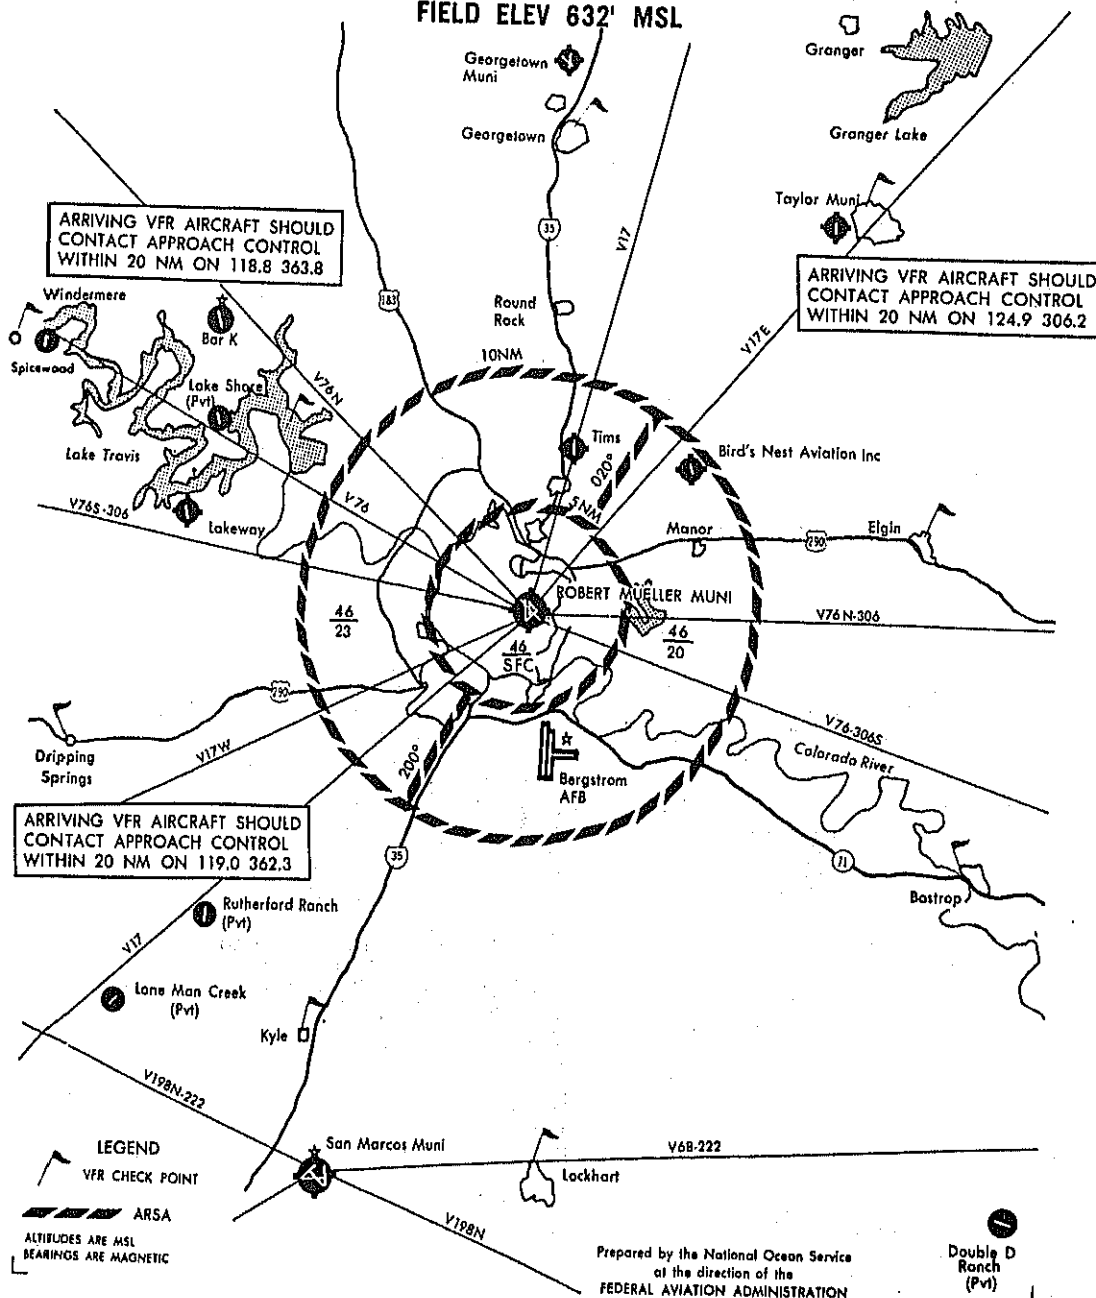 FIELD ELEV 632' MSL
Georgetown
Muni
Georgetown
Granger
Granger Lake
Taylor Muni
ARRIVING VFR AIRCRAFT SHOULD
CONTACT APPROACH CONTROL
WITHIN 20 NM ON 118.8 363.8
35
V17
183
ARRIVING VFR AIRCRAFT SHOULD
CONTACT APPROACH CONTROL
WITHIN 20 NM ON 124.9 306.2
Windermere
Spicewood
Bar K
Round
Rock
V17E
10NM
V76N
Lake Shore
(Pvt)
Lake Travis
Tims
Bird's Nest Aviation Inc
020°
V76
V76S-306
Lakeway
5NM
Manor
290
Elgin
ROBERT MUELLER MUNI
46
23
46
SFC
46
20
V76N-306
290
Dripping
Springs
V17W
200°
Bergstrom
AFB
V76-306S
Colorado River
ARRIVING VFR AIRCRAFT SHOULD
CONTACT APPROACH CONTROL
WITHIN 20 NM ON 119.0 362.3
35
71
Bastrop
Rutherford Ranch
(Pvt)
V17
Lone Man Creek
(Pvt)
Kyle
V198N-222
San Marcos Muni
V68-222
Lockhart
V198N
LEGEND
VFR CHECK POINT
ARSA
ALTITUDES ARE MSL
BEARINGS ARE MAGNETIC
Prepared by the National Ocean Service
at the direction of the
FEDERAL AVIATION ADMINISTRATION
Double D
Ranch
(Pvt)